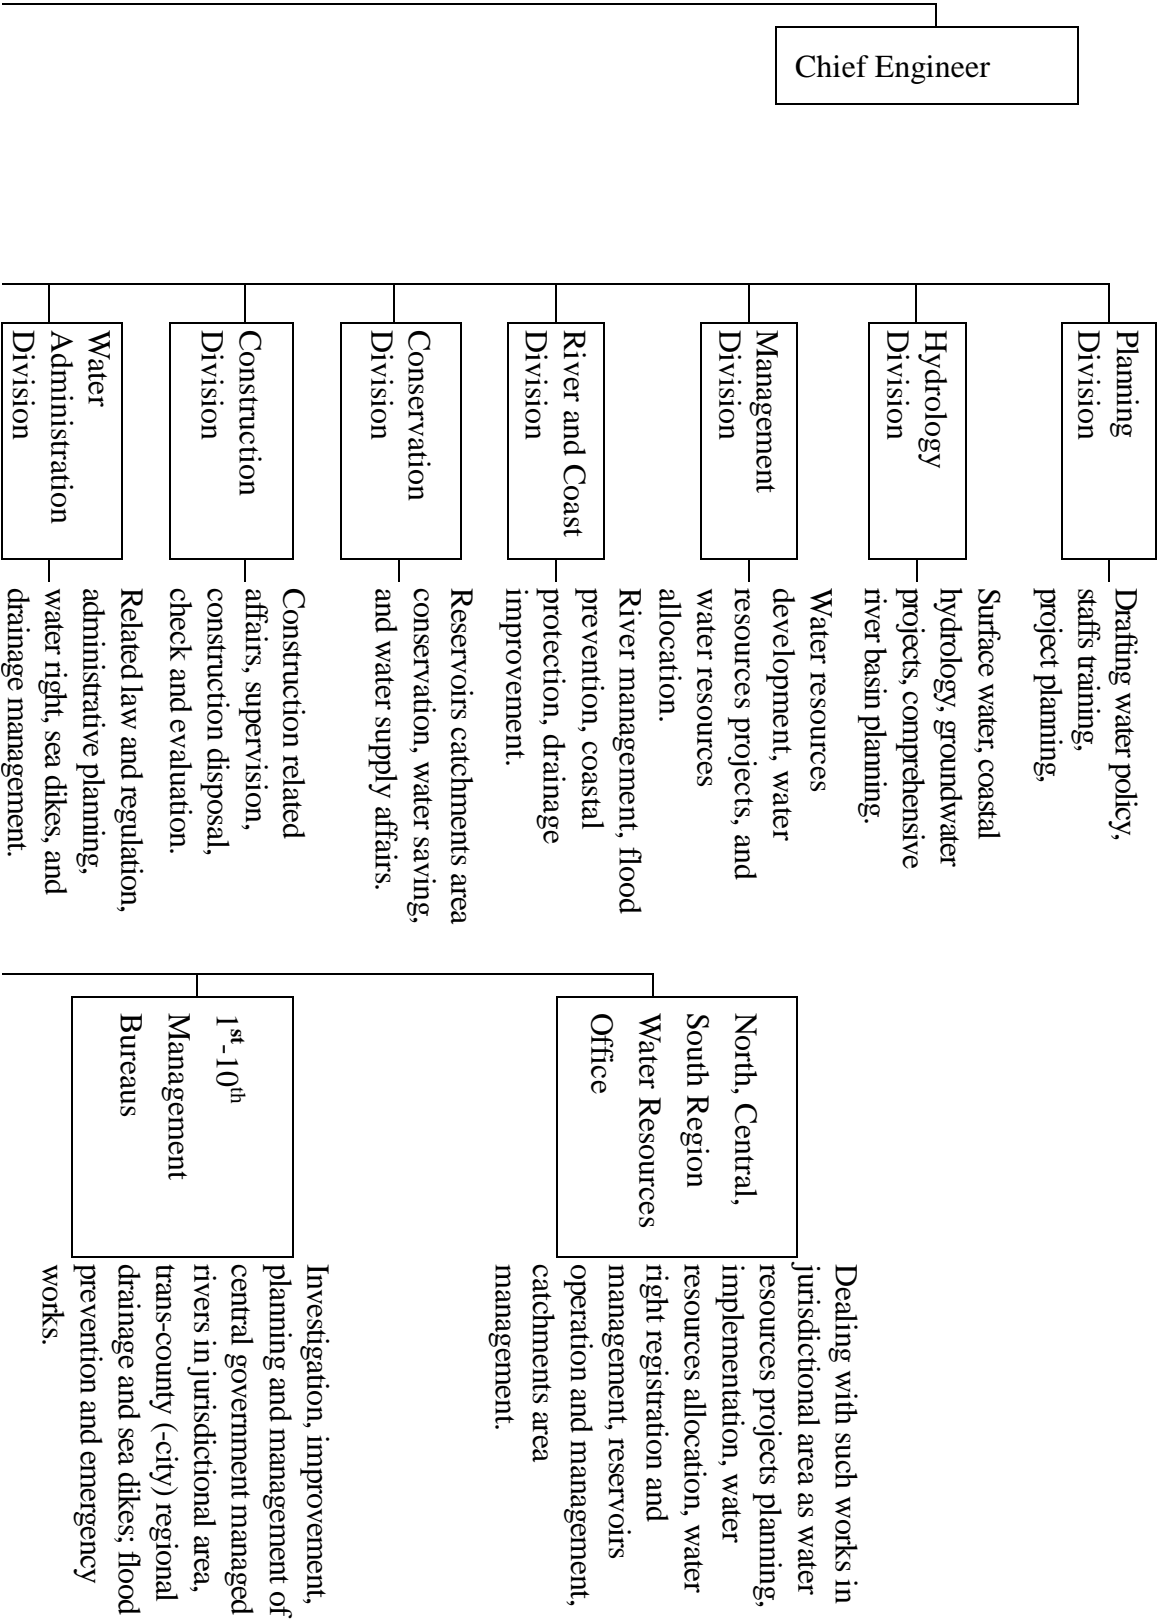 Chief Engineer
Planning
Division
Drafting water policy,
staffs training,
project planning,
Hydrology
Division
Surface water, coastal
hydrology, groundwater
projects, comprehensive
river basin planning.
Management
Division
Water resources
development, water
resources projects, and
water resources
allocation.
River and Coast
Division
River management, flood
prevention, coastal
protection, drainage
improvement.
Conservation
Division
Reservoirs catchments area
conservation, water saving,
and water supply affairs.
Construction
Division
Construction related
affairs, supervision,
construction disposal,
check and evaluation.
Water
Administration
Division
Related law and regulation,
administrative planning,
water right, sea dikes, and
drainage management.
North, Central,
South Region
Water Resources
Office
Dealing with such works in
jurisdictional area as water
resources projects planning,
implementation, water
resources allocation, water
right registration and
management, reservoirs
operation and management,
catchments area
management.
1st-10th
Management
Bureaus
Investigation, improvement,
planning and management of
central government managed
rivers in jurisdictional area,
trans-county (-city) regional
drainage and sea dikes; flood
prevention and emergency
works.